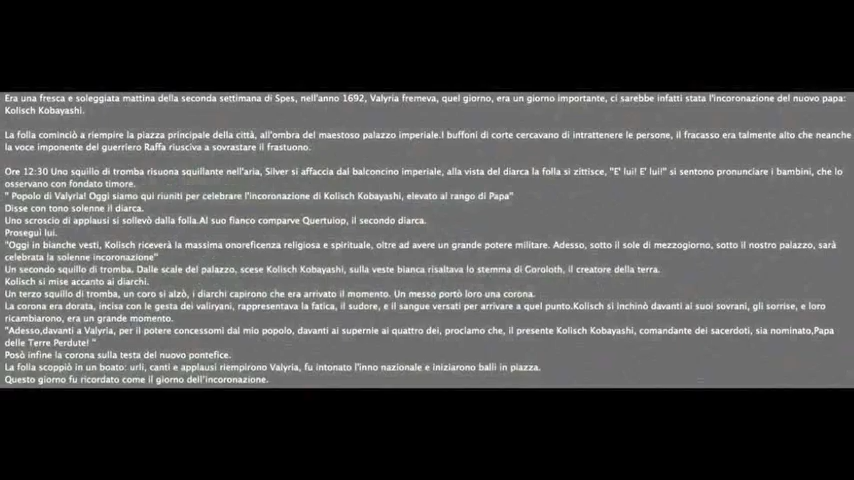 Era una fresca e soleggiata mattina della seconda settimana di Spes, nell'anno 1692, Valyria fremeva, quel giorno, era un giorno importante, ci sarebbe infatti stata l'incoronazione del nuovo papa:
Kolisch Kobayashi.
La folla cominciò a riempire la piazza principale della città, all'ombra del maestoso palazzo imperiale.I buffoni di corte cercavano di intrattenere le persone, il fracasso era talmente alto che neanche
la voce imponente del guerriero Raffa riusciva a sovrastare il frastuono.
Ore 12:30 Uno squillo di tromba risuona squillante nell'aria, Silver si affaccia dal balconcino imperiale, alla vista del diarca la folla si zittisce, "E' lui! E' lui!" si sentono pronunciare i bambini, che lo
osservano con fondato timore.
" Popolo di Valyria! Oggi siamo qui riuniti per celebrare l'incoronazione di Kolisch Kobayashi, elevato al rango di Papa"
Disse con tono solenne il diarca.
Uno scroscio di applausi si sollevò dalla folla.Al suo fianco comparve Quertuiop, il secondo diarca.
Proseguì lui.
"Oggi in bianche vesti, Kolisch riceverà la massima onoreficenza religiosa e spirituale, oltre ad avere un grande potere militare. Adesso, sotto il sole di mezzogiorno, sotto il nostro palazzo, sarà
celebrata la solenne incoronazione"
Un secondo squillo di tromba. Dalle scale del palazzo, scese Kolisch Kobayashi, sulla veste bianca risaltava lo stemma di Goroloth, il creatore della terra.
Kolisch si mise accanto ai diarchi.
Un terzo squillo di tromba, un coro si alzò, i diarchi capirono che era arrivato il momento. Un messo portò loro una corona.
La corona era dorata, incisa con le gesta dei valiryani, rappresentava la fatica, il sudore, e il sangue versati per arrivare a quel punto.Kolisch si inchinò davanti ai suoi sovrani, gli sorrise, e loro
ricambiarono, era un grande momento.
"Adesso,davanti a Valyria, per il potere concessomi dal mio popolo, davanti ai supernie ai quattro dei, proclamo che, il presente Kolisch Kobayashi, comandante dei sacerdoti, sia nominato,Papa
delle Terre Perdute! "
Posò infine la corona sulla testa del nuovo pontefice.
La folla scoppiò in un boato: urli, canti e applausi riempirono Valyria, fu intonato l'inno nazionale e iniziarono balli in piazza.
Questo giorno fu ricordato come il giorno dell'incoronazione.